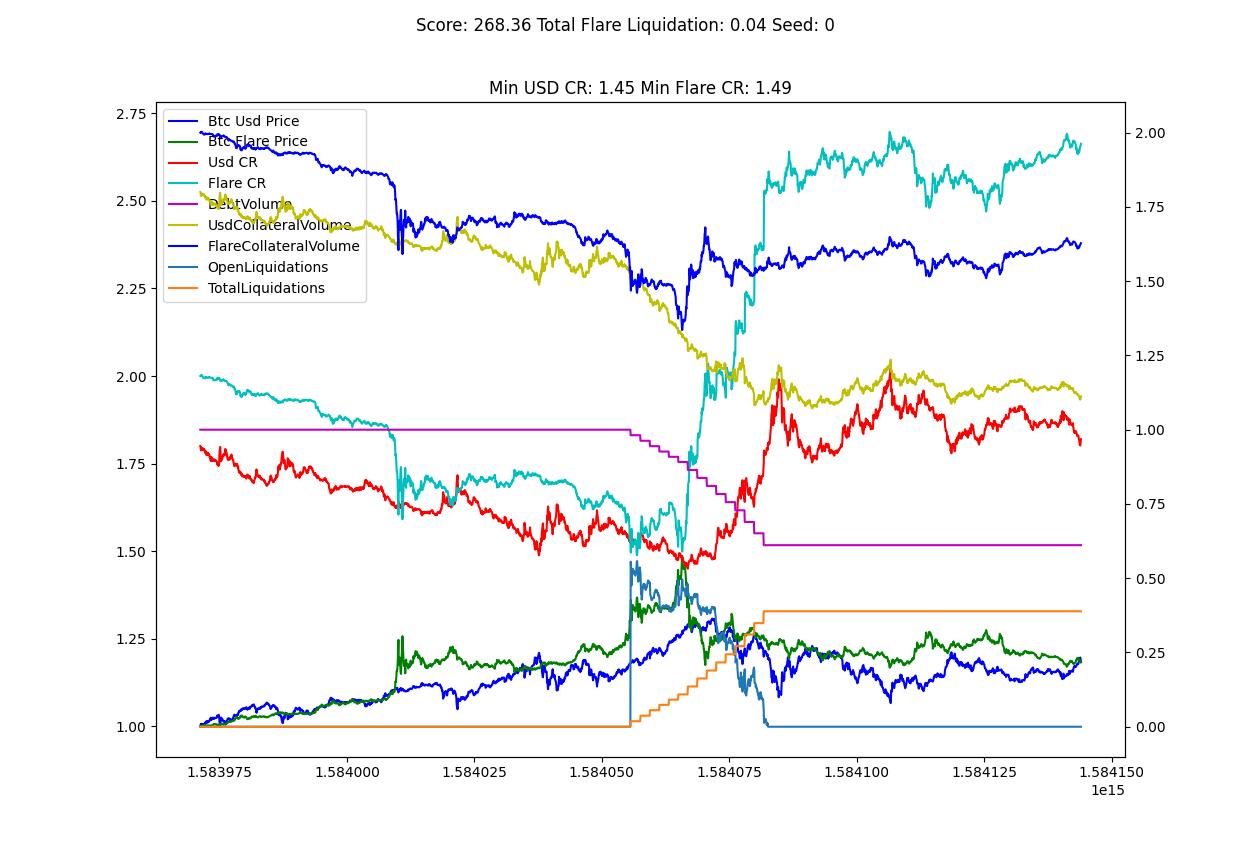 Score: 268.36 Total Flare Liquidation: 0.04 Seed: 0
Min USD CR: 1.45 Min Flare CR: 1.49
2.75
2.50
2.25
2.00
1.75
1.50
1.25
1.00
Btc Usd Price
Btc Flare Price
Usd CR
Flare CR
DebtVolume
UsdCollateralVolume
FlareCollateralVolume
OpenLiquidations
TotalLiquidations
2.00
1.75
1.50
1.25
1.00
0.75
0.50
0.25
0.00
1.583975 1.584000 1.584025 1.584050 1.584075 1.584100 1.584125 1.584150
1e15